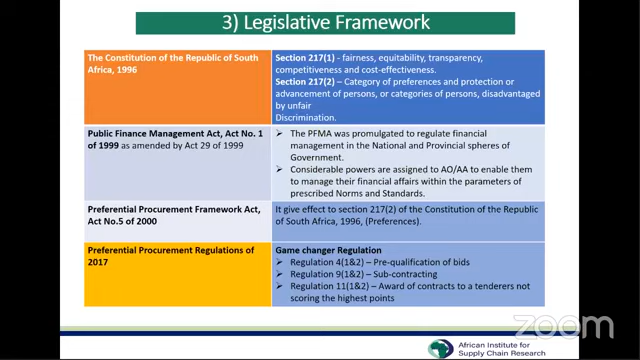 3) Legislative Framework
The Constitution of the Republic of South
Africa, 1996
Section 217(1) - fairness, equitability, transparency,
competitiveness and cost-effectiveness.
Section 217(2) – Category of preferences and protection or
advancement of persons, or categories of persons, disadvantaged
by unfair
Discrimination.
Public Finance Management Act, Act No. 1
of 1999 as amended by Act 29 of 1999
➢ The PFMA was promulgated to regulate financial
management in the National and Provincial spheres of
Government.
➢ Considerable powers are assigned to AO/AA to enable them
to manage their financial affairs within the parameters of
prescribed Norms and Standards.
Preferential Procurement Framework Act,
Act No.5 of 2000
It give effect to section 217(2) of the Constitution of the Republic
of South Africa, 1996, (Preferences).
Preferential Procurement Regulations of
2017
Game changer Regulation
➢ Regulation 4(1&2) – Pre-qualification of bids
➢ Regulation 9(1&2) – Sub-contracting
➢ Regulation 11(1&2) – Award of contracts to a tenderers not
scoring the highest points
African Institute for
Supply Chain Research
zoom